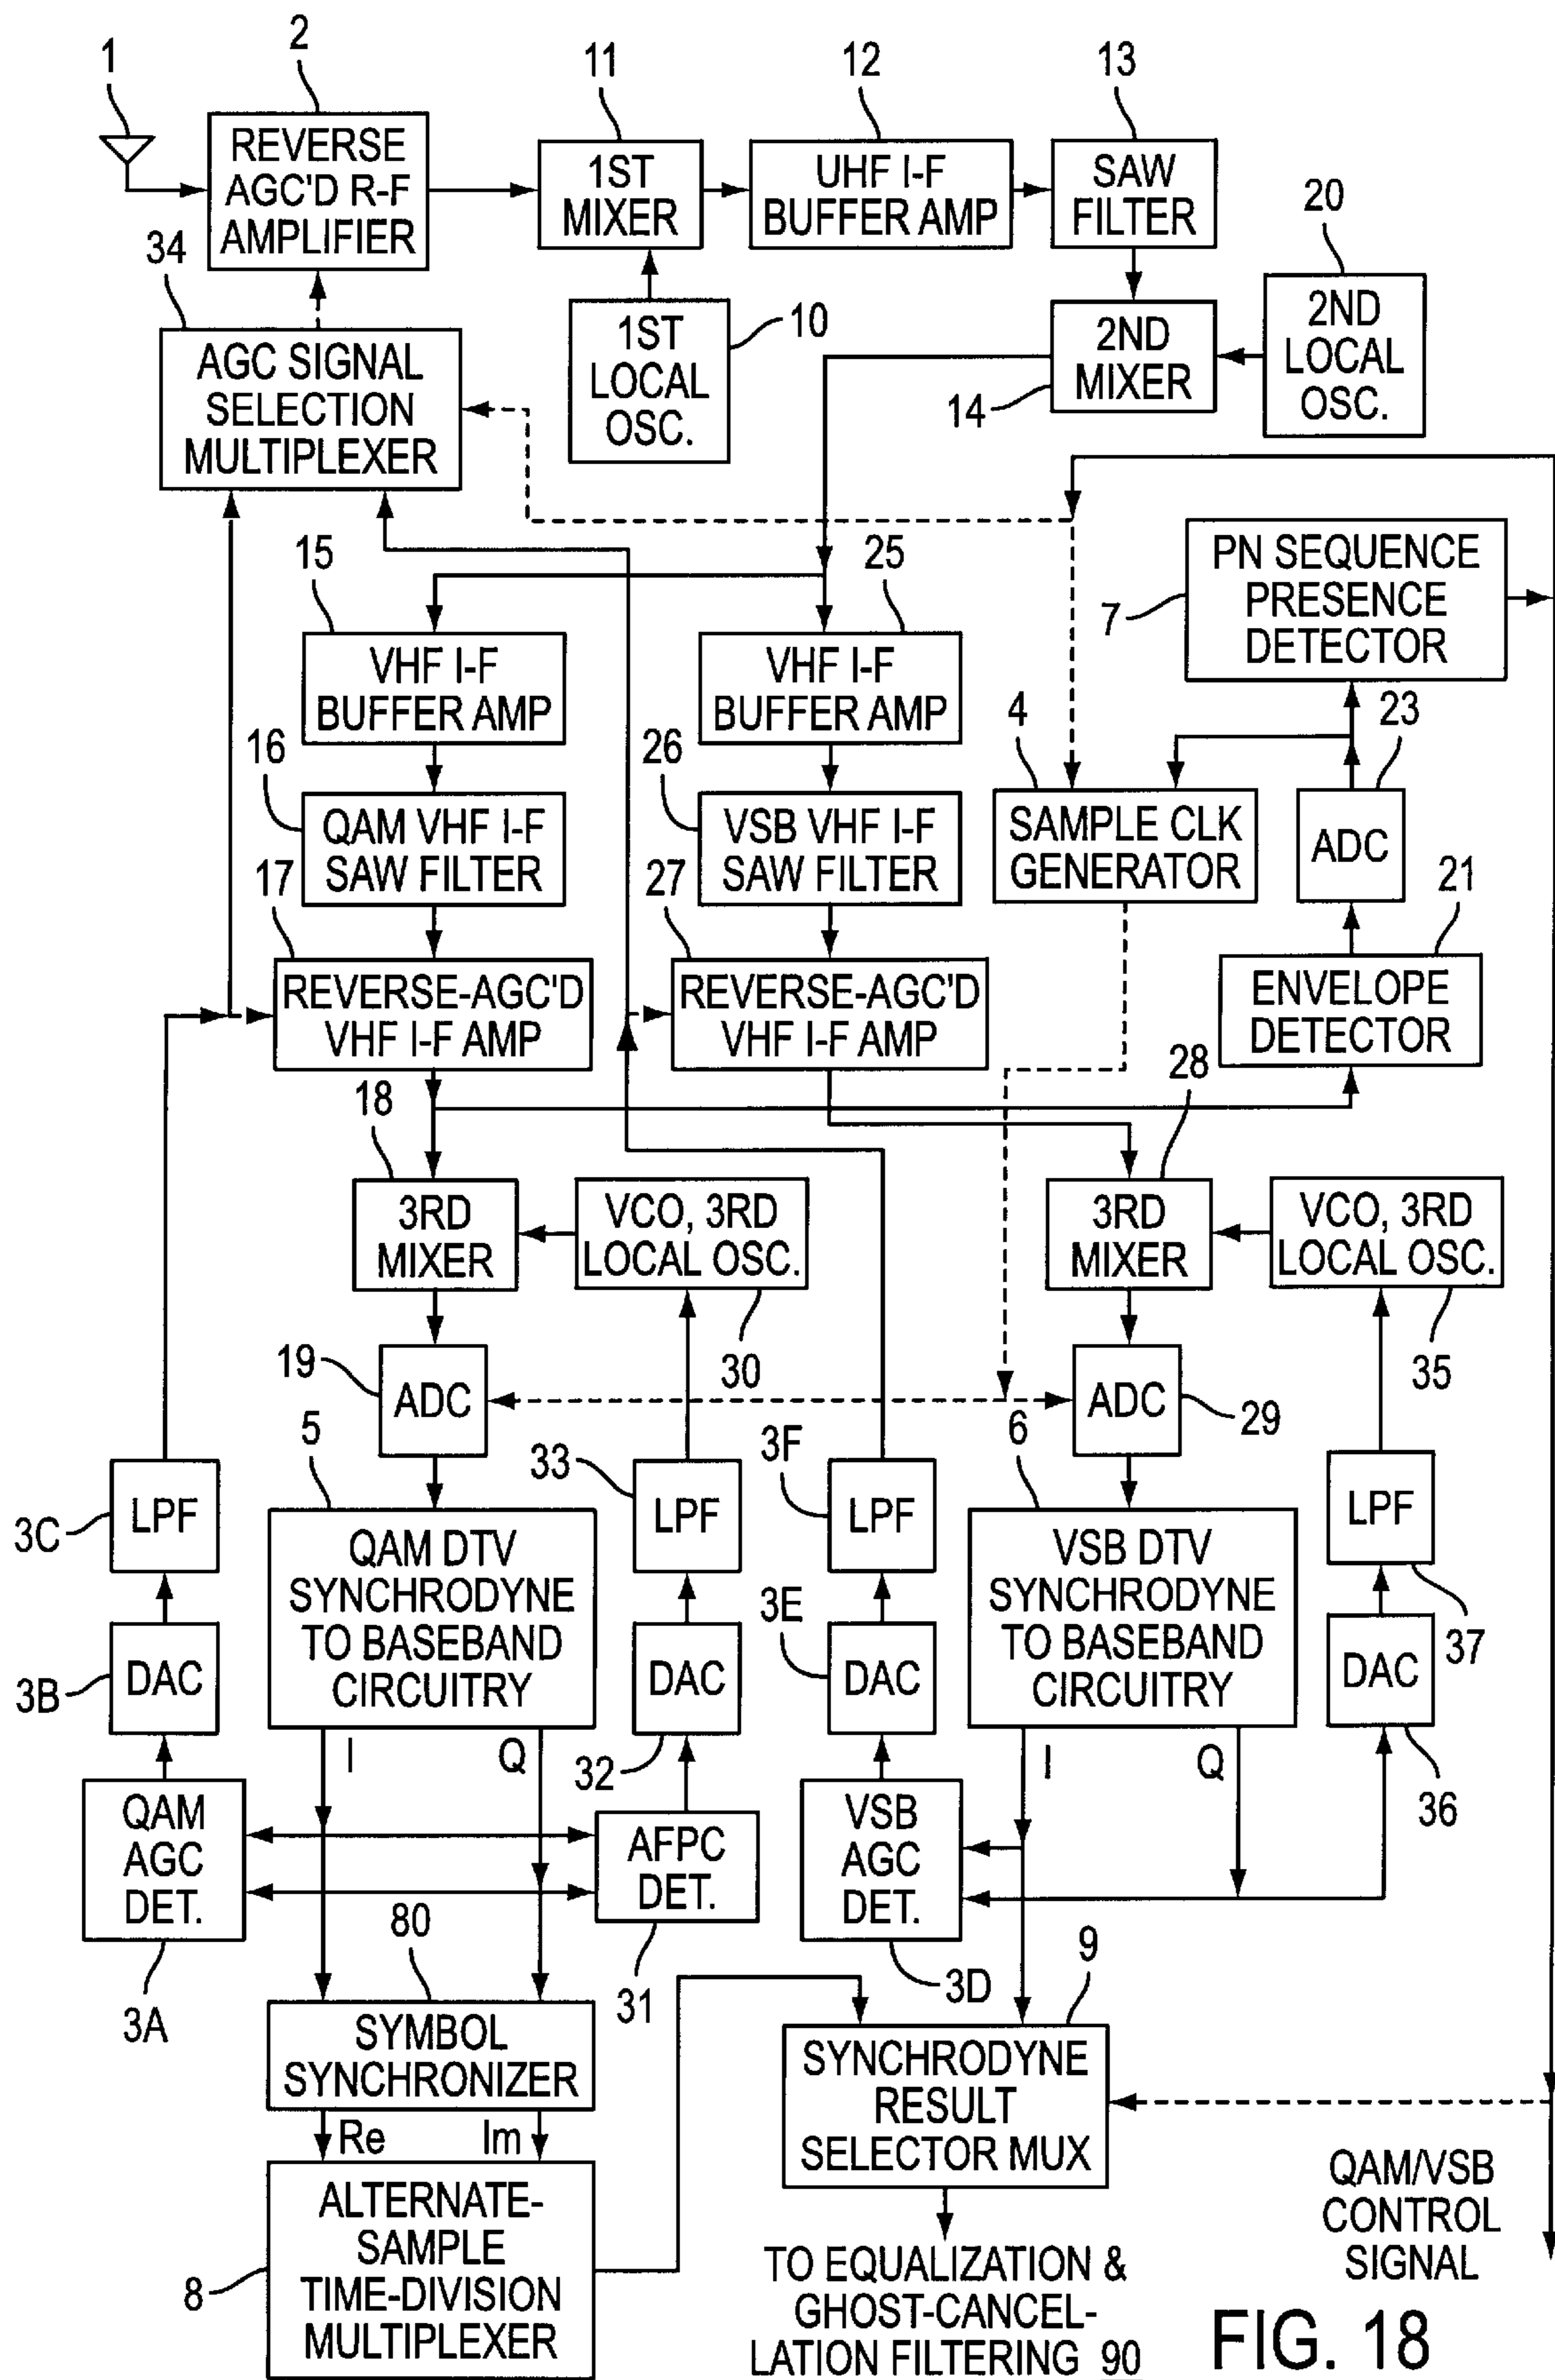 1
2
11
12
13
REVERSE
AGC'D R-F
AMPLIFIER
1ST
MIXER
UHF I-F
BUFFER AMP
SAW
FILTER
20
34
AGC SIGNAL
SELECTION
MULTIPLEXER
1ST
LOCAL
OSC.
10
2ND
MIXER
14
2ND
LOCAL
OSC.
15
25
PN SEQUENCE
PRESENCE
DETECTOR
7
VHF I-F
BUFFER AMP
VHF I-F
BUFFER AMP
4
23
16
26
QAM VHF I-F
SAW FILTER
VSB VHF I-F
SAW FILTER
SAMPLE CLK
GENERATOR
ADC
17
27
21
REVERSE-AGC'D
VHF I-F AMP
REVERSE-AGC'D
VHF I-F AMP
ENVELOPE
DETECTOR
18
28
3RD
MIXER
VCO, 3RD
LOCAL OSC.
3RD
MIXER
VCO, 3RD
LOCAL OSC.
19
ADC
30
ADC
29
35
5
33
3F
6
3C
LPF
QAM DTV
SYNCHRODYNE
TO BASEBAND
CIRCUITRY
LPF
LPF
VSB DTV
SYNCHRODYNE
TO BASEBAND
CIRCUITRY
LPF
37
3B
DAC
DAC
32
3E
DAC
DAC
36
I
Q
I
Q
QAM
AGC
DET.
3A
AFPC
DET.
31
VSB
AGC
DET.
3D
80
9
SYMBOL
SYNCHRONIZER
Re
Im
SYNCHRODYNE
RESULT
SELECTOR MUX
8
ALTERNATE-
SAMPLE
TIME-DIVISION
MULTIPLEXER
QAM/VSB
CONTROL
SIGNAL
TO EQUALIZATION &
GHOST-CANCEL-
LATION FILTERING 90
FIG. 18